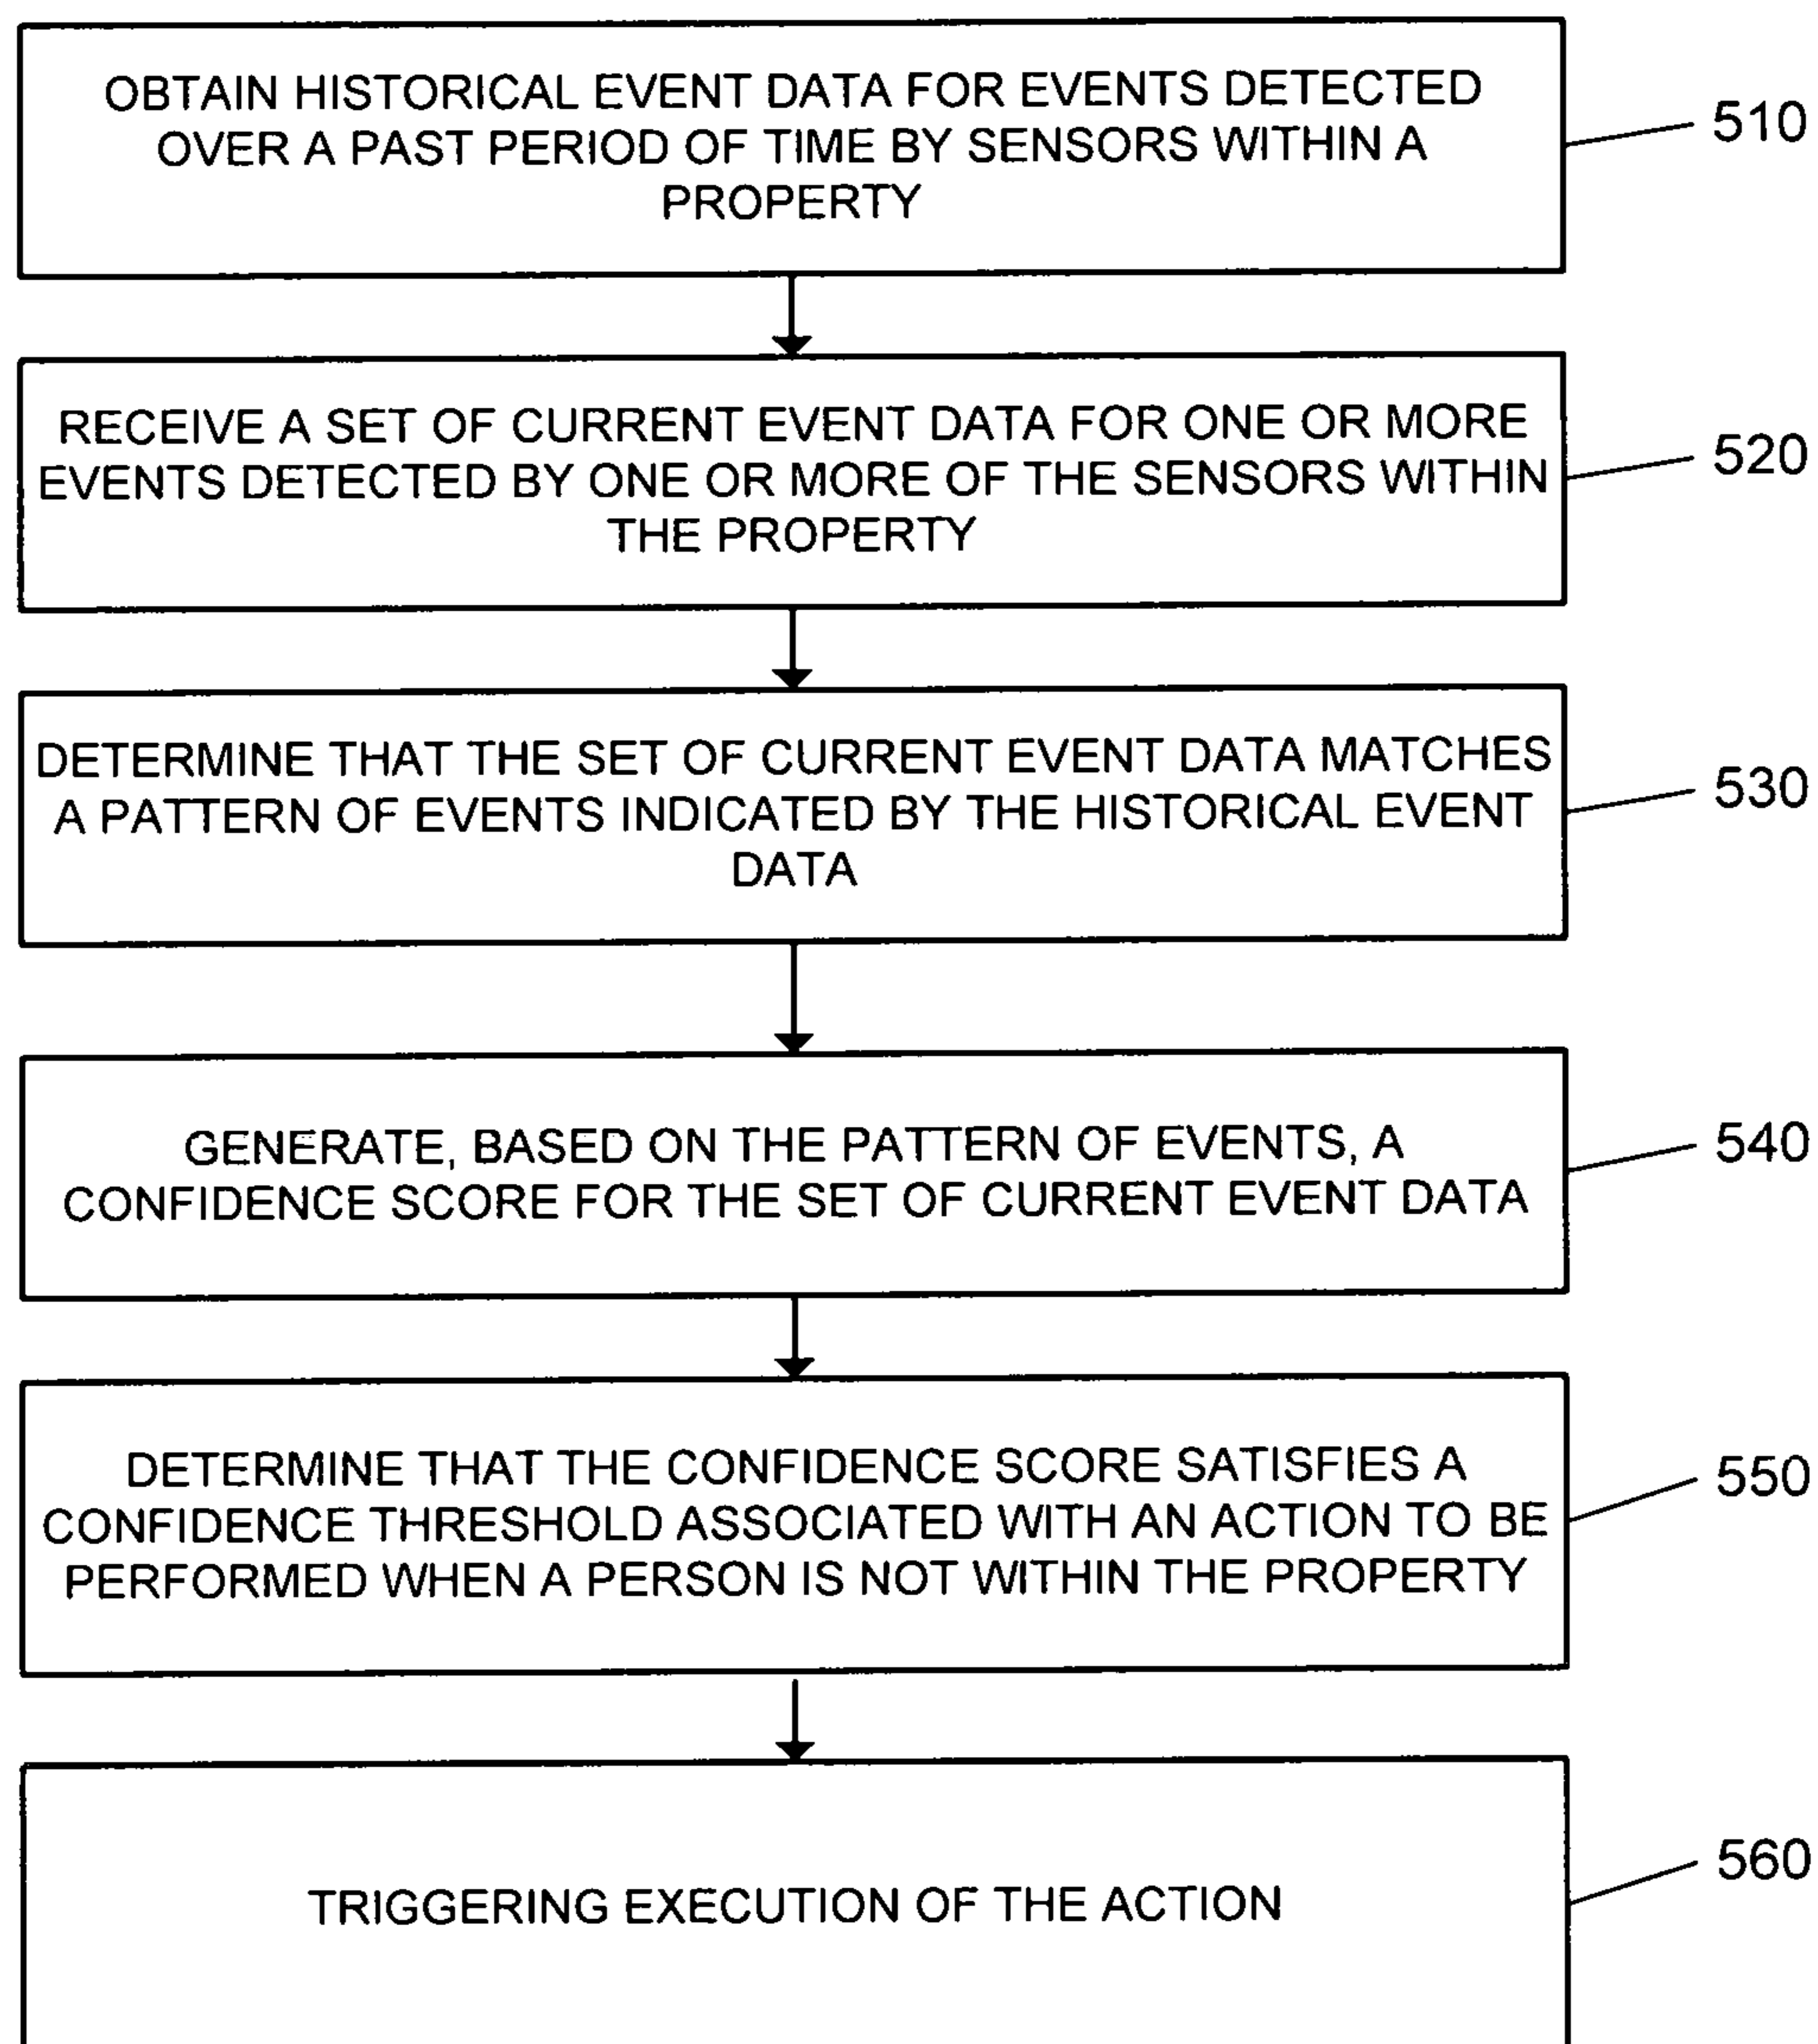 OBTAIN HISTORICAL EVENT DATA FOR EVENTS DETECTED
OVER A PAST PERIOD OF TIME BY SENSORS WITHIN A
PROPERTY
510
RECEIVE A SET OF CURRENT EVENT DATA FOR ONE OR MORE
EVENTS DETECTED BY ONE OR MORE OF THE SENSORS WITHIN
THE PROPERTY
520
DETERMINE THAT THE SET OF CURRENT EVENT DATA MATCHES
A PATTERN OF EVENTS INDICATED BY THE HISTORICAL EVENT
DATA
530
GENERATE, BASED ON THE PATTERN OF EVENTS, A
CONFIDENCE SCORE FOR THE SET OF CURRENT EVENT DATA
540
DETERMINE THAT THE CONFIDENCE SCORE SATISFIES A
CONFIDENCE THRESHOLD ASSOCIATED WITH AN ACTION TO BE
PERFORMED WHEN A PERSON IS NOT WITHIN THE PROPERTY
550
TRIGGERING EXECUTION OF THE ACTION
560